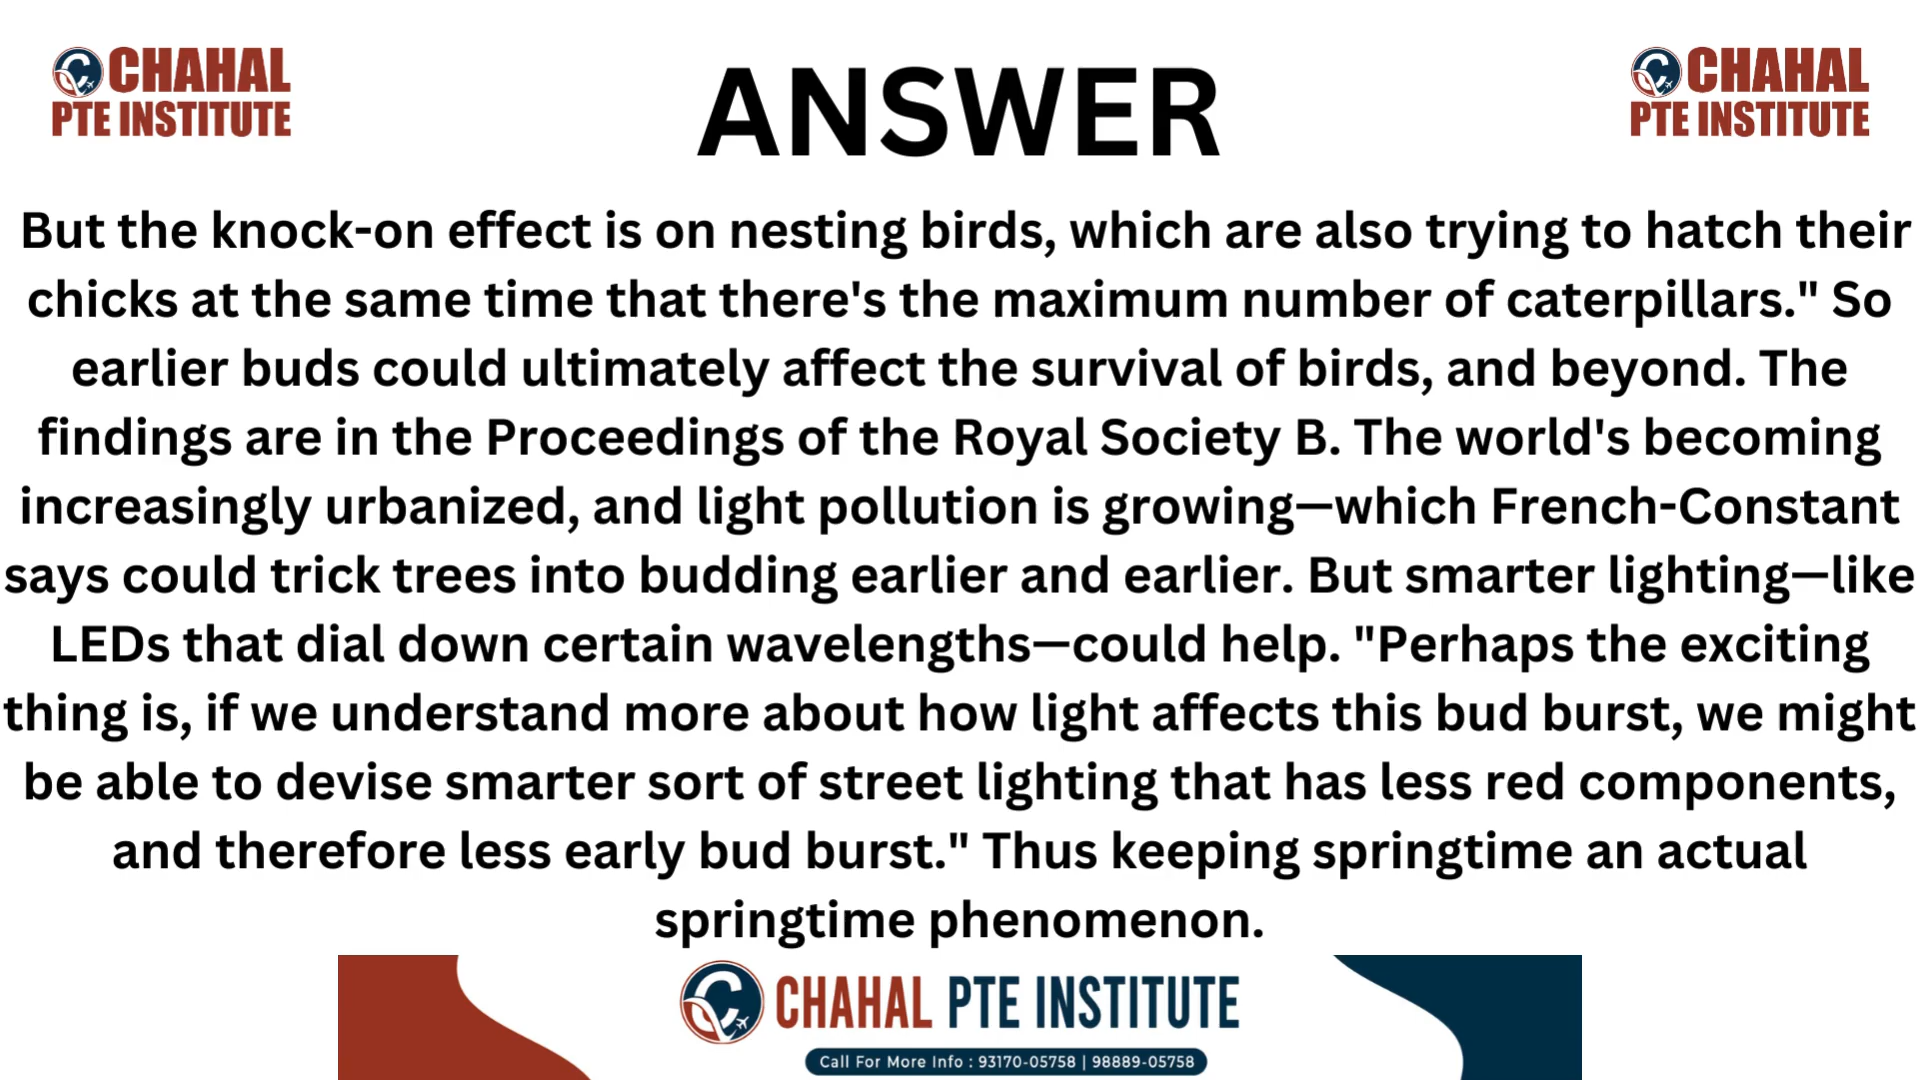 CHAHAL
PTE INSTITUTE
ANSWER
CHAHAL
PTE INSTITUTE
But the knock-on effect is on nesting birds, which are also trying to hatch their
chicks at the same time that there's the maximum number of caterpillars." So
earlier buds could ultimately affect the survival of birds, and beyond. The
findings are in the Proceedings of the Royal Society B. The world's becoming
increasingly urbanized, and light pollution is growing—which French-Constant
says could trick trees into budding earlier and earlier. But smarter lighting—like
LEDs that dial down certain wavelengths—could help. "Perhaps the exciting
thing is, if we understand more about how light affects this bud burst, we might
be able to devise smarter sort of street lighting that has less red components,
and therefore less early bud burst." Thus keeping springtime an actual
springtime phenomenon.
CHAHAL PTE INSTITUTE
Call For More Info : 93170-05758 | 98889-05758